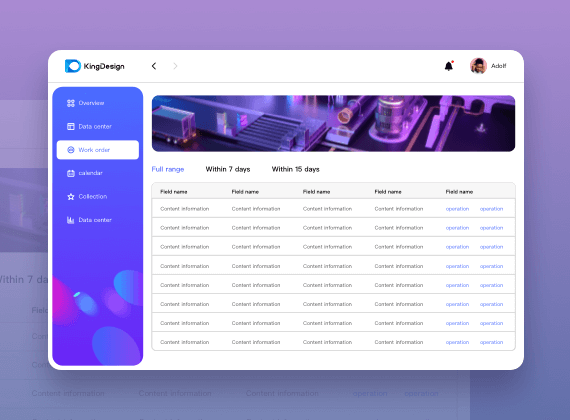 KingDesign
Adolf
Overview
Data center
Work order
calendar
Collection
Data center
Full range Within 7 days Within 15 days
Field name Field name Field name Field name Field name
Content information Content information Content information Content information operation operation
Content information Content information Content information Content information operation operation
Content information Content information Content information Content information operation operation
Content information Content information Content information Content information operation operation
Content information Content information Content information Content information operation operation
Content information Content information Content information Content information operation operation
Content information Content information Content information Content information operation operation
Content information Content information Content information Content information operation operation
Within 7 da
Field
Con
Cont
Content information Content information Content information operation operation